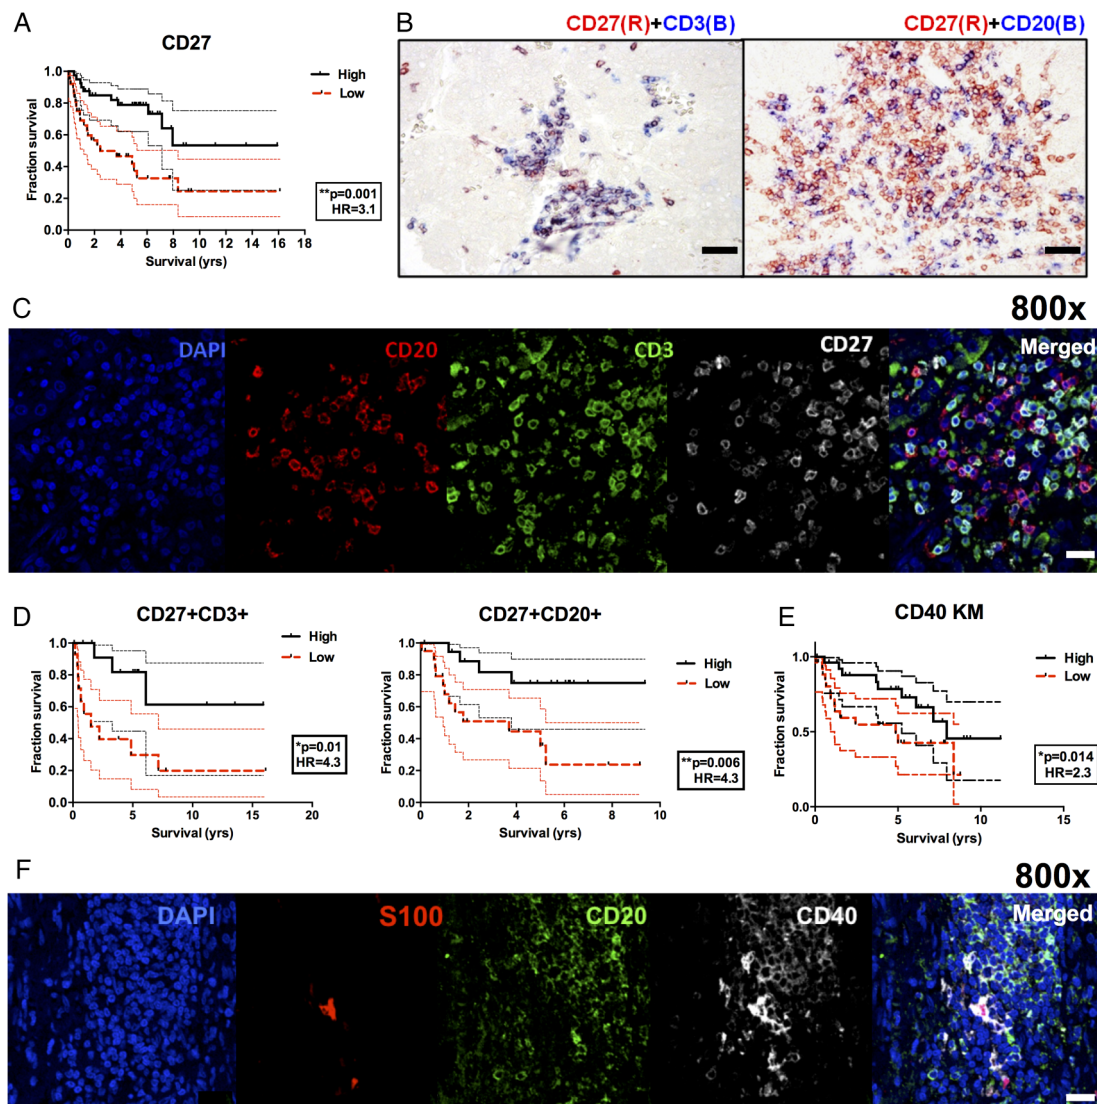 A
CD27
High
Low
Fraction survival
1.0
0.8
0.6
0.4
0.2
0.0
0 2 4 6 8 10 12 14 16 18
Survival (yrs)
**p=0.001
HR=3.1
B
CD27(R)+CD3(B)
CD27(R)+CD20(B)
C
800x
DAPI
CD20
CD3
CD27
Merged
D
CD27+CD3+
High
Low
Fraction survival
1.0
0.8
0.6
0.4
0.2
0.0
0 5 10 15 20
Survival (yrs)
*p=0.01
HR=4.3
CD27+CD20+
High
Low
Fraction survival
1.0
0.8
0.6
0.4
0.2
0.0
0 2 4 6 8 10
Survival (yrs)
**p=0.006
HR=4.3
E
CD40 KM
High
Low
Fraction survival
1.0
0.5
0.0
0 5 10 15
Survival (yrs)
*p=0.014
HR=2.3
F
800x
DAPI
S100
CD20
CD40
Merged